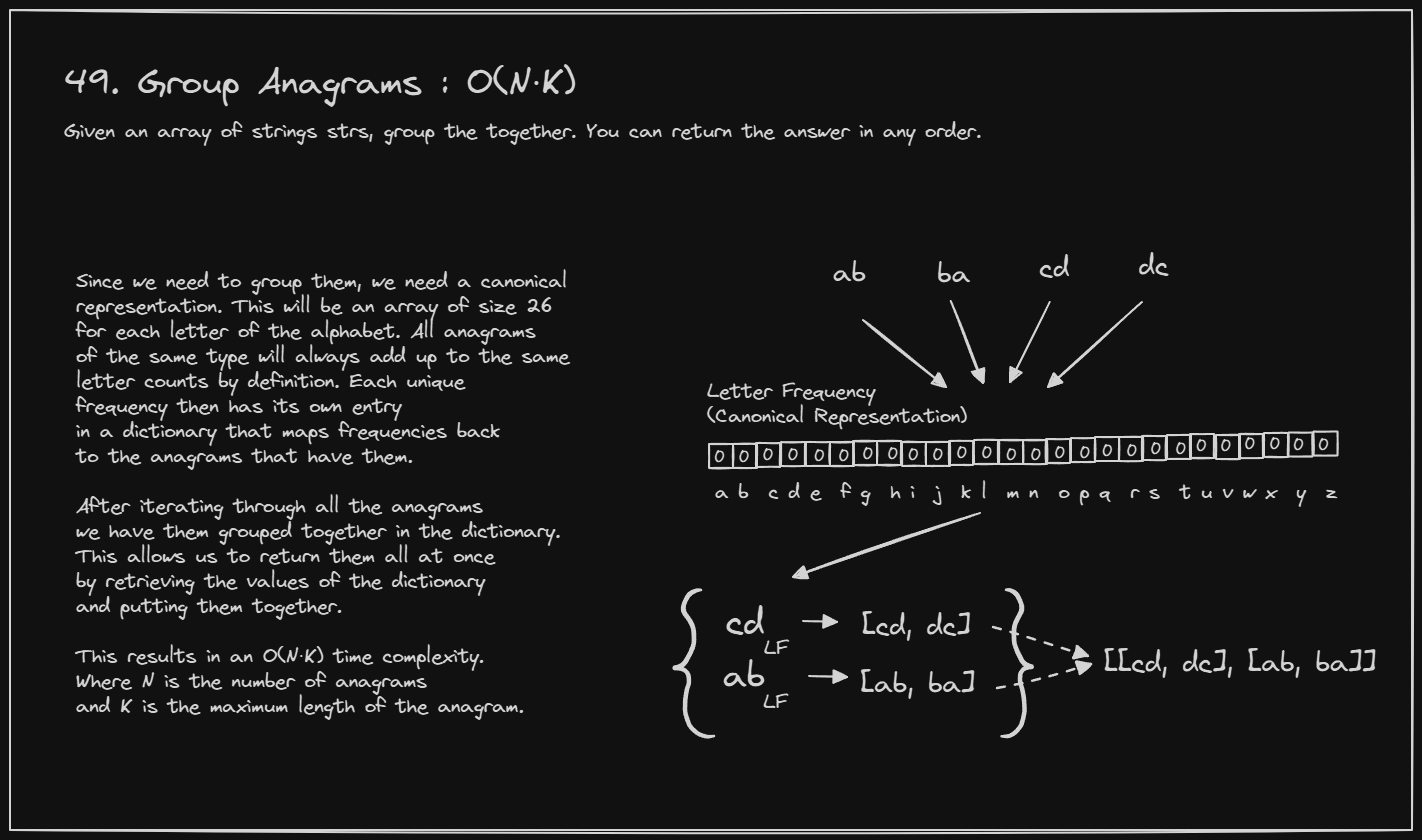 49. Group Anagrams : O(N·K)
Given an array of strings strs, group the together. You can return the answer in any order.
Since we need to group them, we need a canonical
representation. This will be an array of size 26
for each letter of the alphabet. All anagrams
of the same type will always add up to the same
letter counts by definition. Each unique
frequency then has its own entry
in a dictionary that maps frequencies back
to the anagrams that have them.
After iterating through all the anagrams
we have them grouped together in the dictionary.
This allows us to return them all at once
by retrieving the values of the dictionary
and putting them together.
This results in an O(N·K) time complexity.
Where N is the number of anagrams
and K is the maximum length of the anagram.
ab ba cd dc
Letter Frequency
(Canonical Representation)
0 0 0 0 0 0 0 0 0 0 0 0 0 0 0 0 0 0 0 0 0 0 0 0 0 0
a b c d e f g h i j k l m n o p q r s t u v w x y z
{ cd LF [cd, dc]
ab LF [ab, ba] }
[[cd, dc], [ab, ba]]